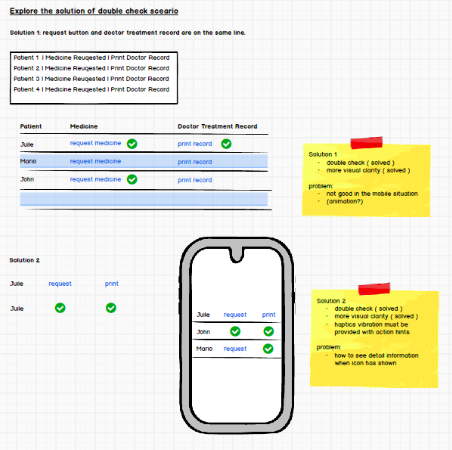 Explore the solution of double check sceario
Solution 1: request button and doctor treatment record are on the same line.
Patient 1 | Medicine Reuqested | Print Doctor Record
Patient 2 | Medicine Reuqested | Print Doctor Record
Patient 3 | Medicine Reuqested | Print Doctor Record
Patient 4 | Medicine Reuqested | Print Doctor Record
Patient Medicine Doctor Treatment Record
Julie request medicine print record
Mario request medicine print record
John request medicine print record
Solution 1
- double check ( solved )
- more visual clarity ( solved )
problem:
- not good in the mobile situation
- (animation?)
Solution 2
Julie request print
Julie
Julie request print
John
Mario request
Solution 2
- double check ( solved )
- more visual clarity ( solved )
- haptics vibration must be
provided with action hints.
problem:
- how to see detail information
when icon has shown